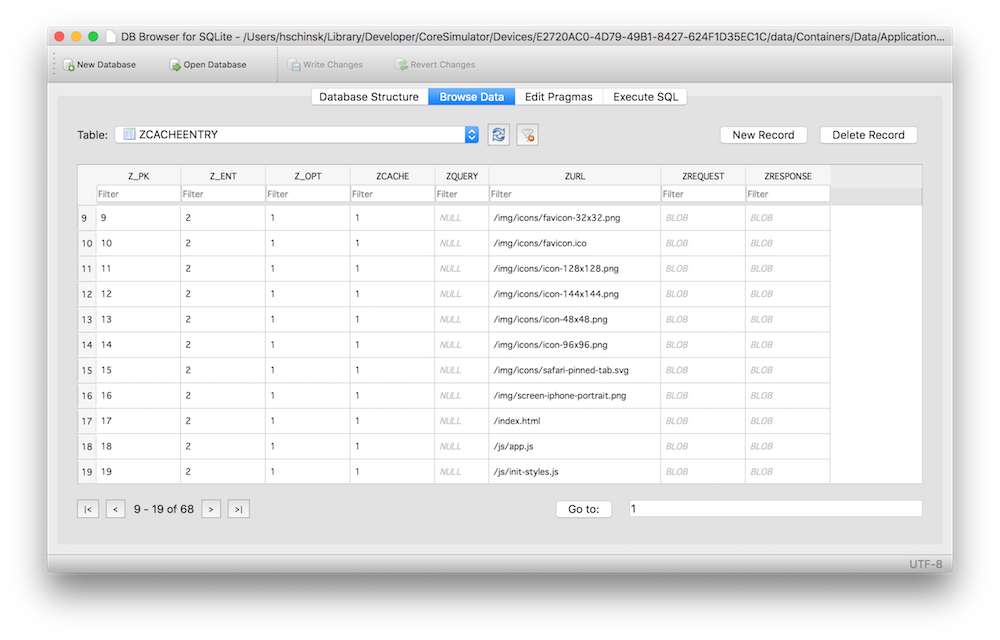 DB Browser for SQLite - /Users/hschinsk/Library/Developer/CoreSimulator/Devices/E2720AC0-4D79-49B1-8427-624F1D35EC1C/data/Containers/Data/Application...
New Database Open Database Write Changes Revert Changes
Database Structure Browse Data Edit Pragmas Execute SQL
Table: ZCACHEENTRY New Record Delete Record
Z_PK Z_ENT Z_OPT ZCACHE ZQUERY ZURL ZREQUEST ZRESPONSE
Filter Filter Filter Filter Filter Filter Filter Filter
9 9 2 1 1 NULL /img/icons/favicon-32x32.png BLOB BLOB
10 10 2 1 1 NULL /img/icons/favicon.ico BLOB BLOB
11 11 2 1 1 NULL /img/icons/icon-128x128.png BLOB BLOB
12 12 2 1 1 NULL /img/icons/icon-144x144.png BLOB BLOB
13 13 2 1 1 NULL /img/icons/icon-48x48.png BLOB BLOB
14 14 2 1 1 NULL /img/icons/icon-96x96.png BLOB BLOB
15 15 2 1 1 NULL /img/icons/safari-pinned-tab.svg BLOB BLOB
16 16 2 1 1 NULL /img/screen-iphone-portrait.png BLOB BLOB
17 17 2 1 1 NULL /index.html BLOB BLOB
18 18 2 1 1 NULL /js/app.js BLOB BLOB
19 19 2 1 1 NULL /js/init-styles.js BLOB BLOB
|< < 9 - 19 of 68 > >| Go to: 1
UTF-8